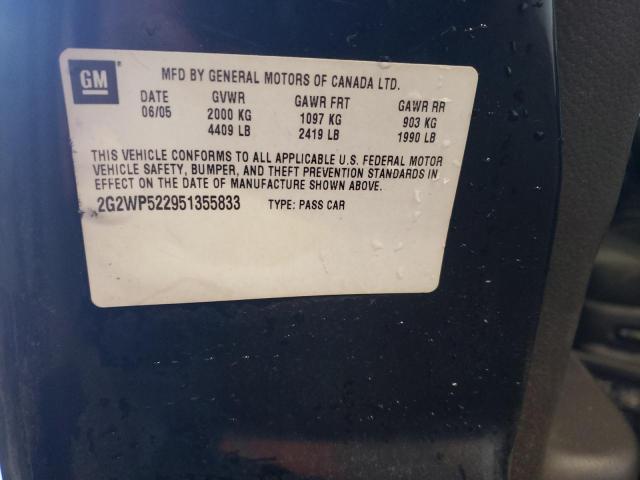 GM MFD BY GENERAL MOTORS OF CANADA LTD.
DATE GVWR GAWR FRT GAWR RR
06/05 2000 KG 1097 KG 903 KG
4409 LB 2419 LB 1990 LB
THIS VEHICLE CONFORMS TO ALL APPLICABLE U.S. FEDERAL MOTOR
VEHICLE SAFETY, BUMPER, AND THEFT PREVENTION STANDARDS IN
EFFECT ON THE DATE OF MANUFACTURE SHOWN ABOVE.
2G2WP522951355833 TYPE: PASS CAR